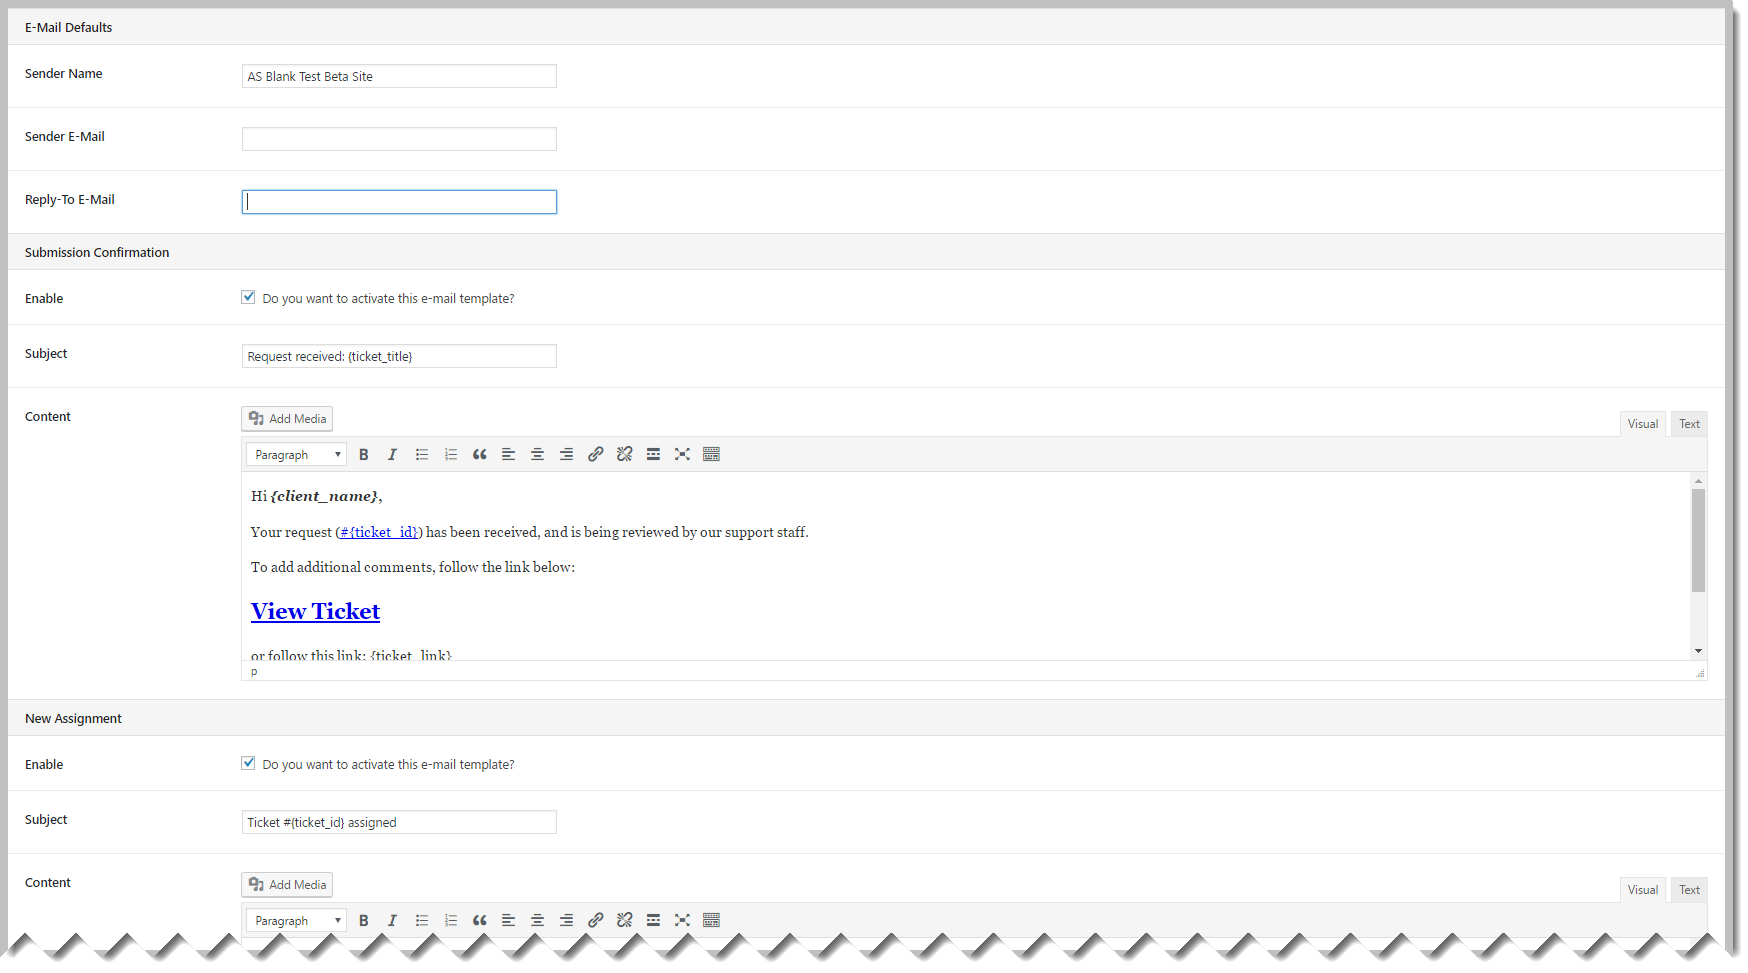 E-Mail Defaults
Sender Name
AS Blank Test Beta Site
Sender E-Mail
Reply-To E-Mail
Submission Confirmation
Enable
Do you want to activate this e-mail template?
Subject
Request received: {ticket_title}
Content
Add Media
Visual
Text
Paragraph
Hi {client_name},
Your request (#{ticket_id}) has been received, and is being reviewed by our support staff.
To add additional comments, follow the link below:
View Ticket
or follow this link: {ticket_link}
p
New Assignment
Enable
Do you want to activate this e-mail template?
Subject
Ticket #{ticket_id} assigned
Content
Add Media
Visual
Text
Paragraph